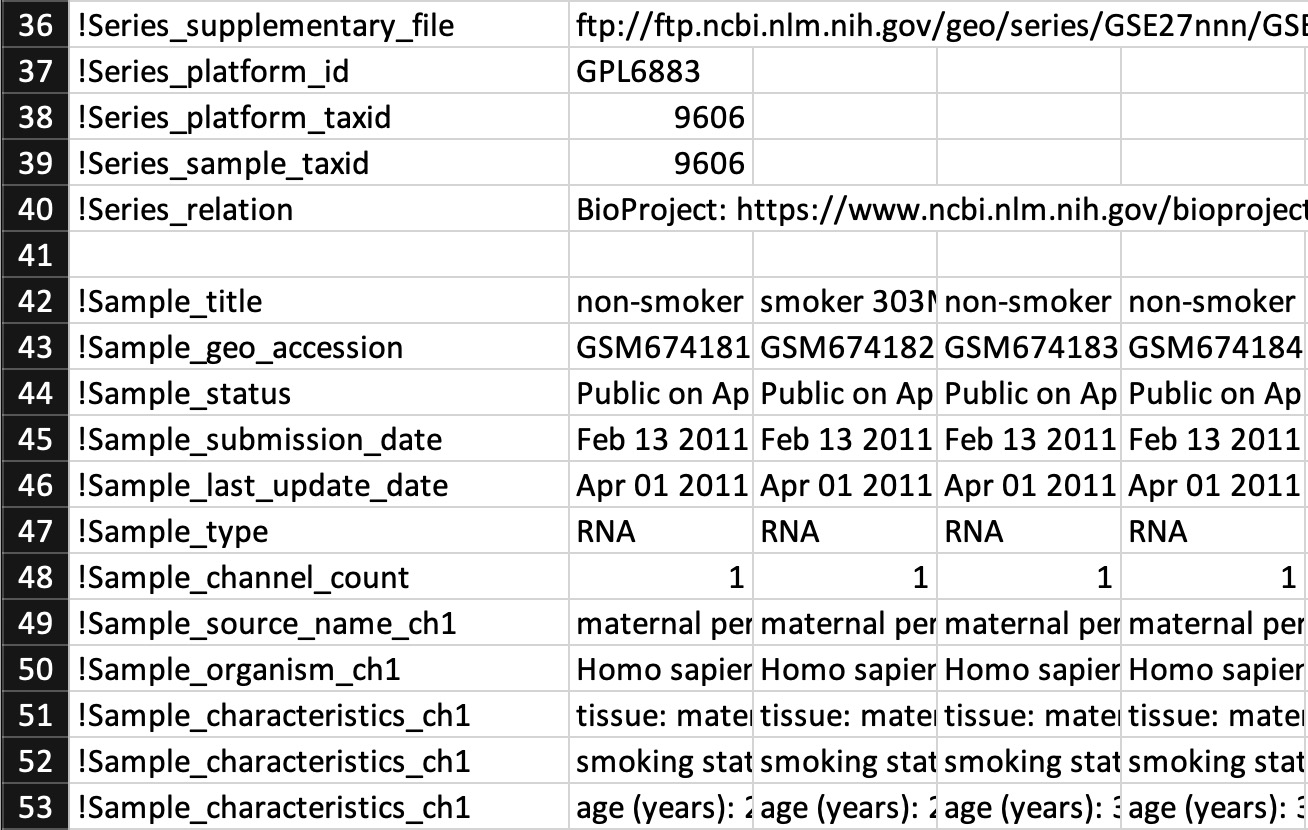 36 !Series_supplementary_file ftp://ftp.ncbi.nlm.nih.gov/geo/series/GSE27nnn/GSE
37 !Series_platform_id GPL6883
38 !Series_platform_taxid 9606
39 !Series_sample_taxid 9606
40 !Series_relation BioProject: https://www.ncbi.nlm.nih.gov/bioproject
41
42 !Sample_title non-smoker smoker 303M non-smoker non-smoker
43 !Sample_geo_accession GSM674181 GSM674182 GSM674183 GSM674184
44 !Sample_status Public on Ap Public on Ap Public on Ap Public on Ap
45 !Sample_submission_date Feb 13 2011 Feb 13 2011 Feb 13 2011 Feb 13 2011
46 !Sample_last_update_date Apr 01 2011 Apr 01 2011 Apr 01 2011 Apr 01 2011
47 !Sample_type RNA RNA RNA RNA
48 !Sample_channel_count 1 1 1 1
49 !Sample_source_name_ch1 maternal per maternal per maternal per maternal per
50 !Sample_organism_ch1 Homo sapien Homo sapien Homo sapien Homo sapien
51 !Sample_characteristics_ch1 tissue: mater tissue: mater tissue: mater tissue: mater
52 !Sample_characteristics_ch1 smoking stat smoking stat smoking stat smoking stat
53 !Sample_characteristics_ch1 age (years): 2 age (years): 2 age (years): 3 age (years): 3